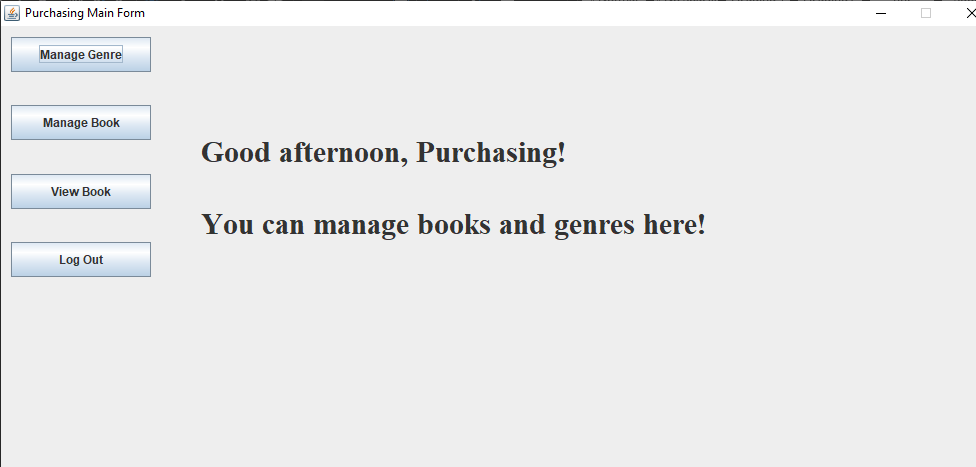 Purchasing Main Form
Manage Genre
Manage Book
View Book
Log Out
Good afternoon, Purchasing!
You can manage books and genres here!